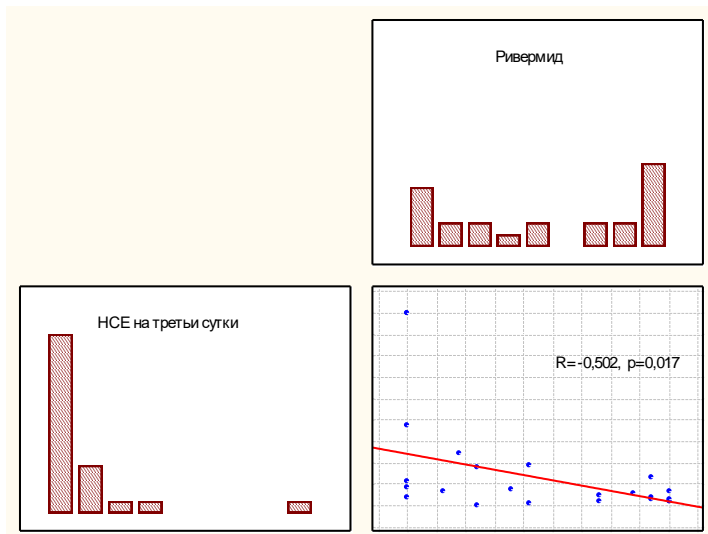 Ривермид
НСЕ на третьи сутки
R=-0,502, p=0,017